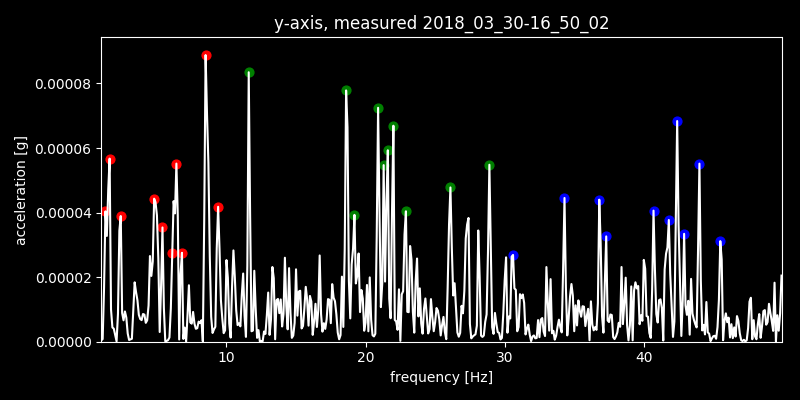 y-axis, measured 2018_03_30-16_50_02
acceleration [g]
0.00008
0.00006
0.00004
0.00002
0.00000
10 20 30 40
frequency [Hz]